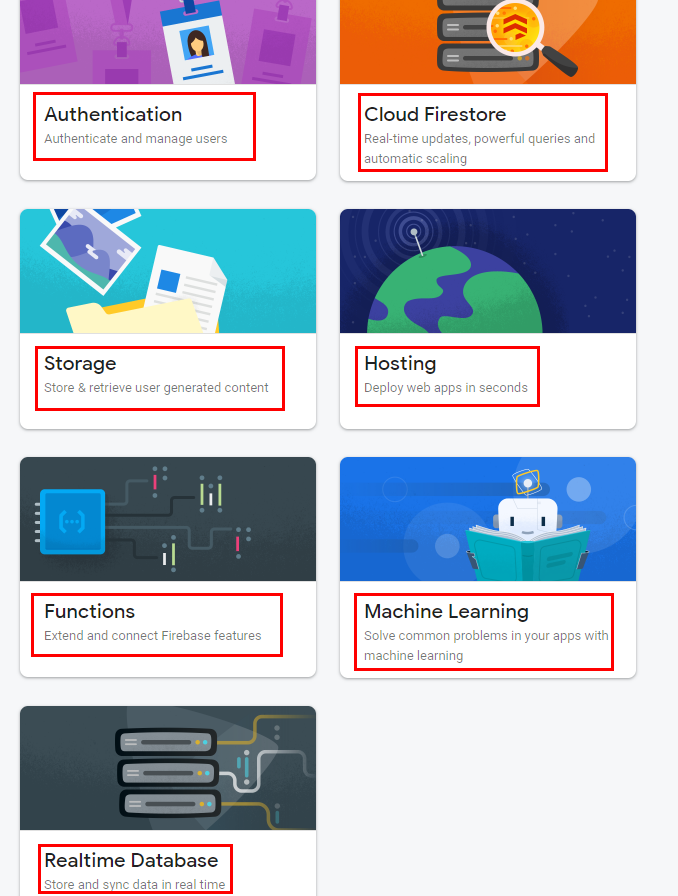 Authentication
Authenticate and manage users
Cloud Firestore
Real-time updates, powerful queries and
automatic scaling
Storage
Store & retrieve user generated content
Hosting
Deploy web apps in seconds
Functions
Extend and connect Firebase features
Machine Learning
Solve common problems in your apps with
machine learning
Realtime Database
Store and sync data in real time